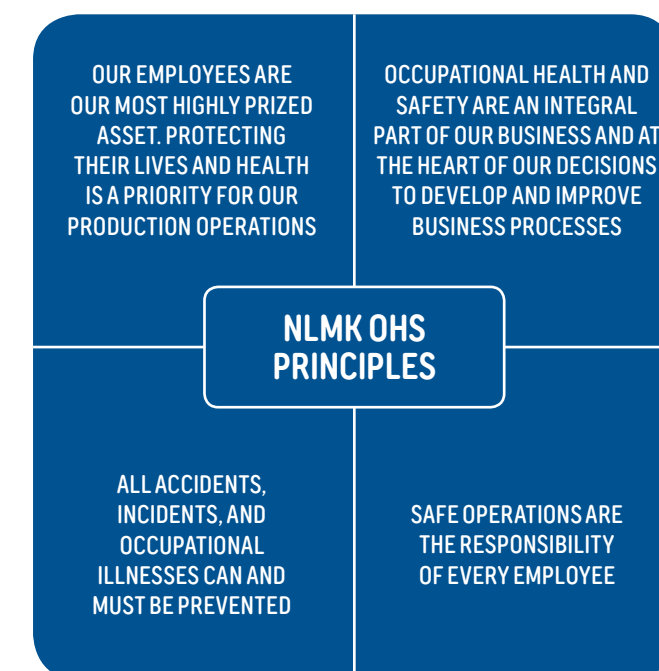 OUR EMPLOYEES ARE
OUR MOST HIGHLY PRIZED
ASSET. PROTECTING
THEIR LIVES AND HEALTH
IS A PRIORITY FOR OUR
PRODUCTION OPERATIONS
OCCUPATIONAL HEALTH AND
SAFETY ARE AN INTEGRAL
PART OF OUR BUSINESS AND AT
THE HEART OF OUR DECISIONS
TO DEVELOP AND IMPROVE
BUSINESS PROCESSES
NLMK OHS
PRINCIPLES
ALL ACCIDENTS,
INCIDENTS, AND
OCCUPATIONAL
ILLNESSES CAN AND
MUST BE PREVENTED
SAFE OPERATIONS ARE
THE RESPONSIBILITY
OF EVERY EMPLOYEE